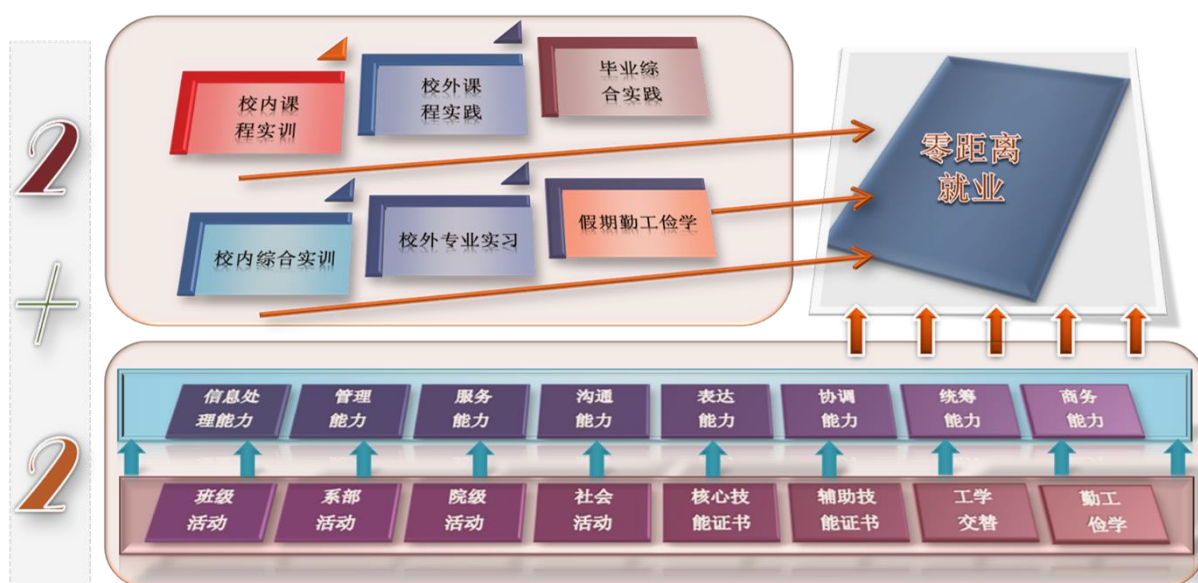 2
+
2
校内课
程实训
校外课
程实践
毕业综
合实践
校内综合实训
校外专业实习
假期勤工俭学
零距离
就业
信息处
理能力
管理
能力
服务
能力
沟通
能力
表达
能力
协调
能力
统筹
能力
商务
能力
班级
活动
系部
活动
院级
活动
社会
活动
核心技
能证书
辅助技
能证书
工学
交替
勤工
俭学